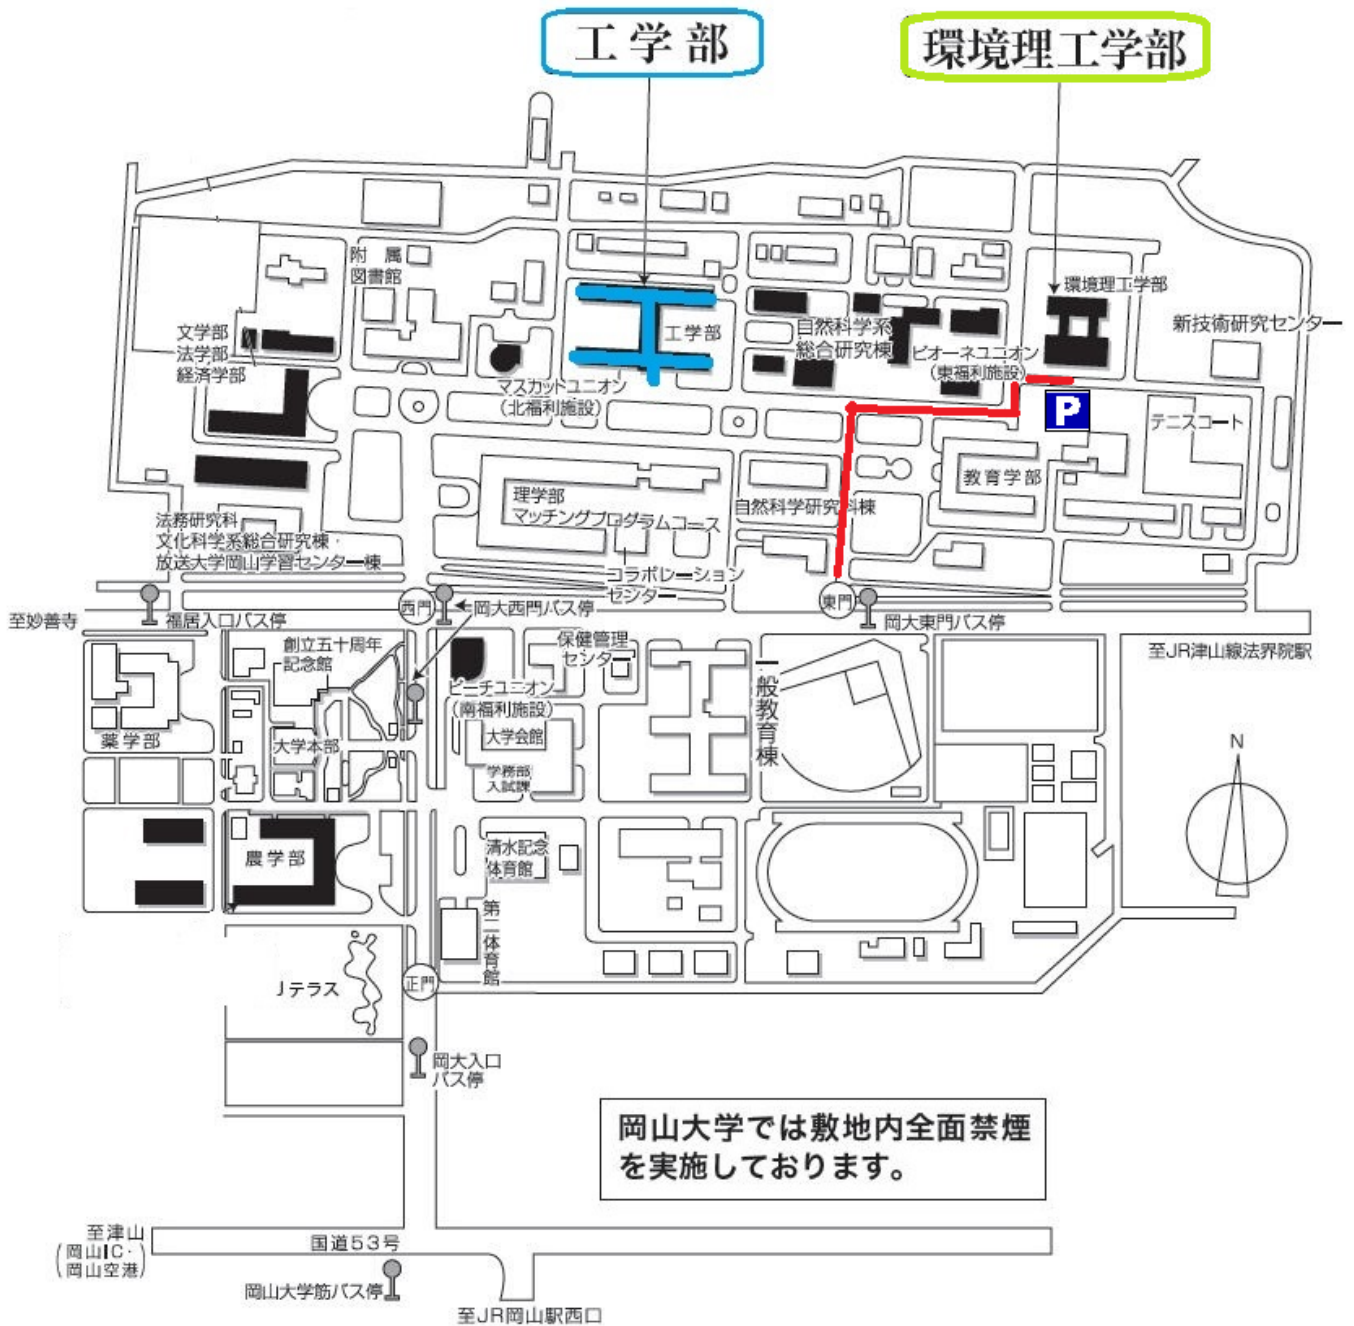 工学部
環境理工学部
附属
図書館
環境理工学部
新技術研究センター
文学部
法学部
経済学部
工学部
自然科学系
総合研究棟
ピオーネユニオン
(東福利施設)
マスカットユニオン
(北福利施設)
P
テニスコート
教育学部
理学部
マッチングプログラムコース
自然科学研究科棟
法務研究科
文化科学系総合研究棟・
放送大学岡山学習センター棟
コラボレーション
センター
西門
東門
至妙善寺
福居入口バス停
岡大西門バス停
岡大東門バス停
創立五十周年
記念館
保健管理
センター
至JR津山線法界院駅
ピーチユニオン
(南福利施設)
一般教育棟
薬学部
大学本部
大学会館
学務部
入試課
N
農学部
清水記念
体育館
第二体育館
Jテラス
正門
岡大入口
バス停
岡山大学では敷地内全面禁煙
を実施しております。
至津山
(岡山IC・
岡山空港)
国道53号
岡山大学筋バス停
至JR岡山駅西口